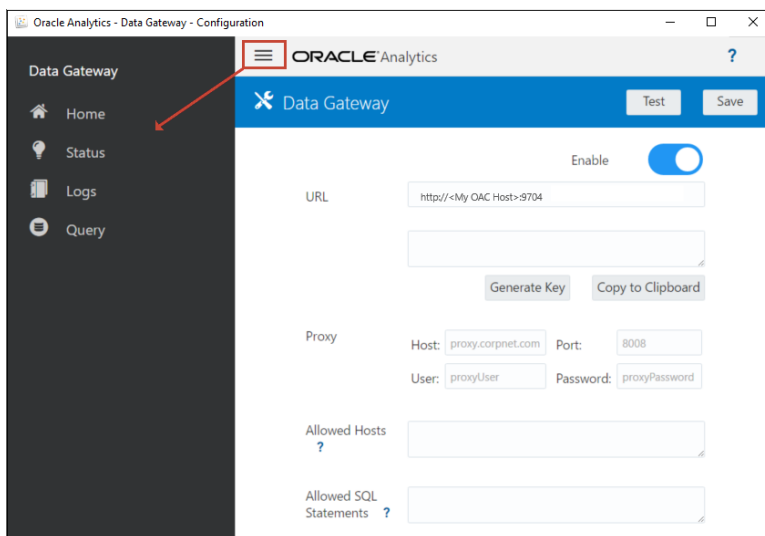 Oracle Analytics - Data Gateway - Configuration
Data Gateway
Home
Status
Logs
Query
ORACLE Analytics
?
Data Gateway
Test
Save
Enable
URL
http://<My OAC Host>:9704
Generate Key
Copy to Clipboard
Proxy
Host: proxy.corpnet.com Port: 8008
User: proxyUser Password: proxyPassword
Allowed Hosts
?
Allowed SQL
Statements ?